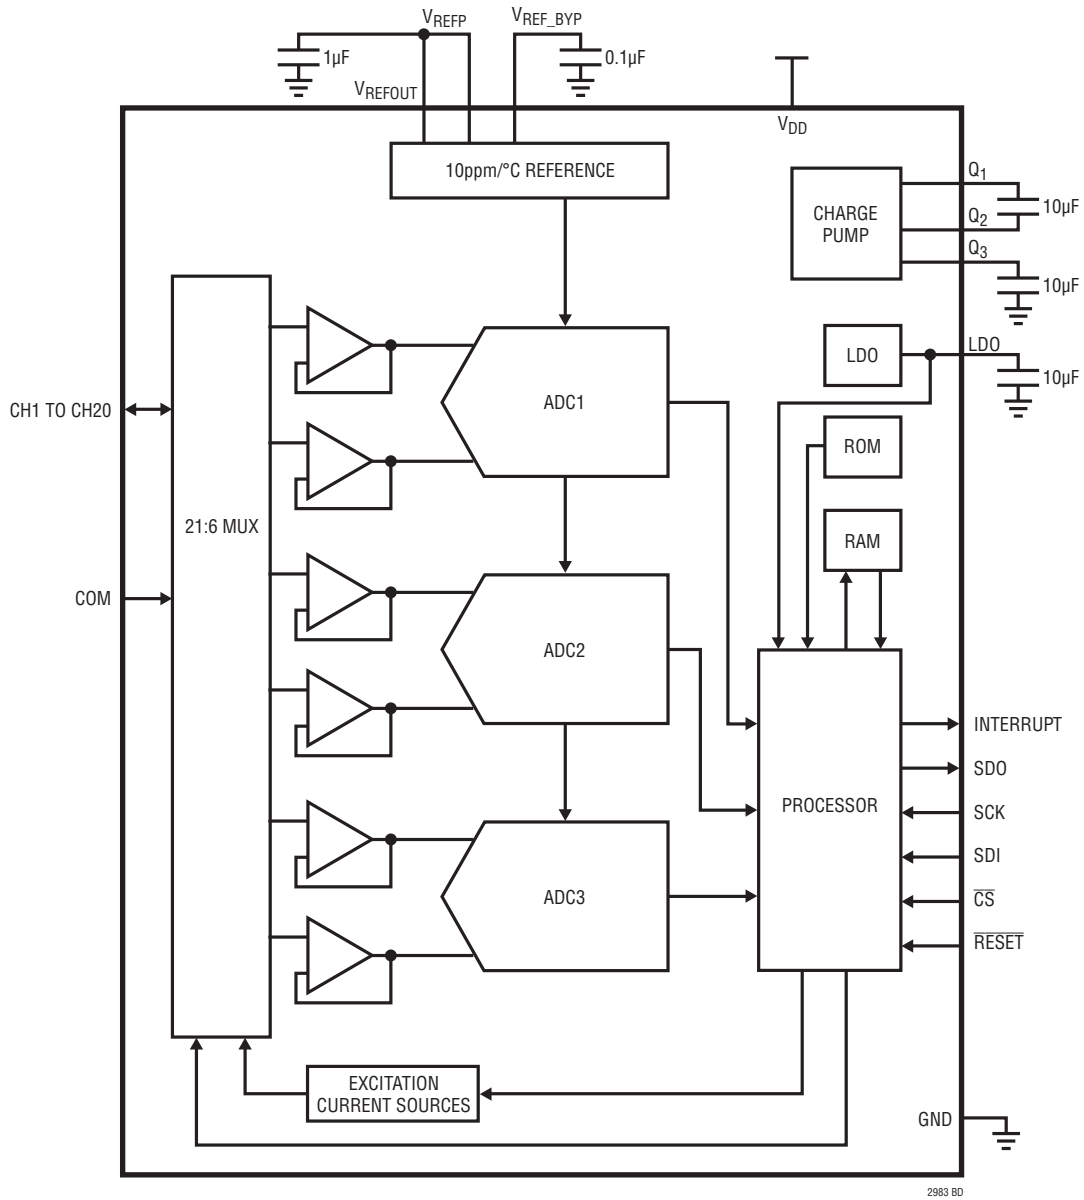 VREFP
VREF_BYP
1µF
0.1µF
VREFOUT
VDD
10ppm/°C REFERENCE
CHARGE
PUMP
Q1
10µF
Q2
Q3
10µF
LDO
LDO
10µF
ADC1
CH1 TO CH20
ROM
21:6 MUX
RAM
COM
ADC2
INTERRUPT
SDO
PROCESSOR
SCK
SDI
ADC3
C̅S̅
R̅E̅S̅E̅T̅
EXCITATION
CURRENT SOURCES
GND
2983 BD